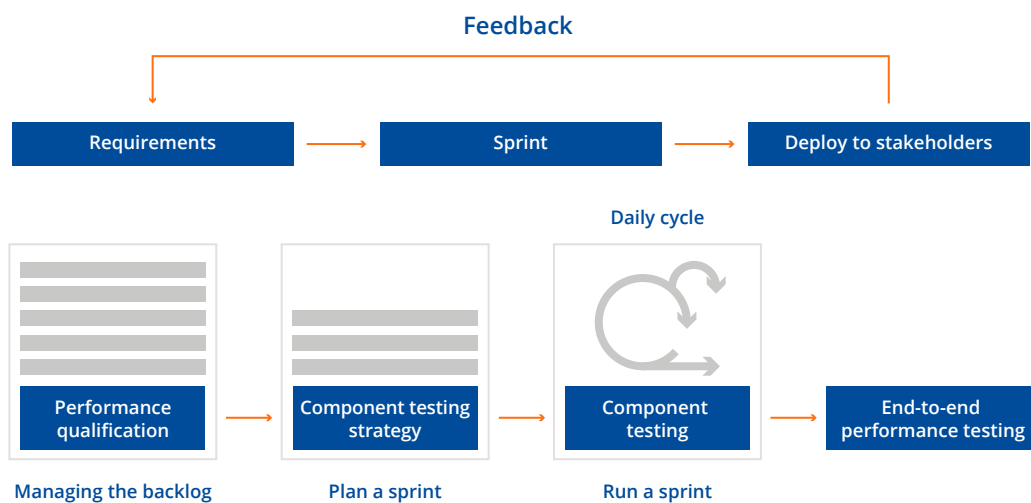 Feedback
Requirements
Sprint
Deploy to stakeholders
Daily cycle
Performance
qualification
Component testing
strategy
Component
testing
End-to-end
performance testing
Managing the backlog
Plan a sprint
Run a sprint